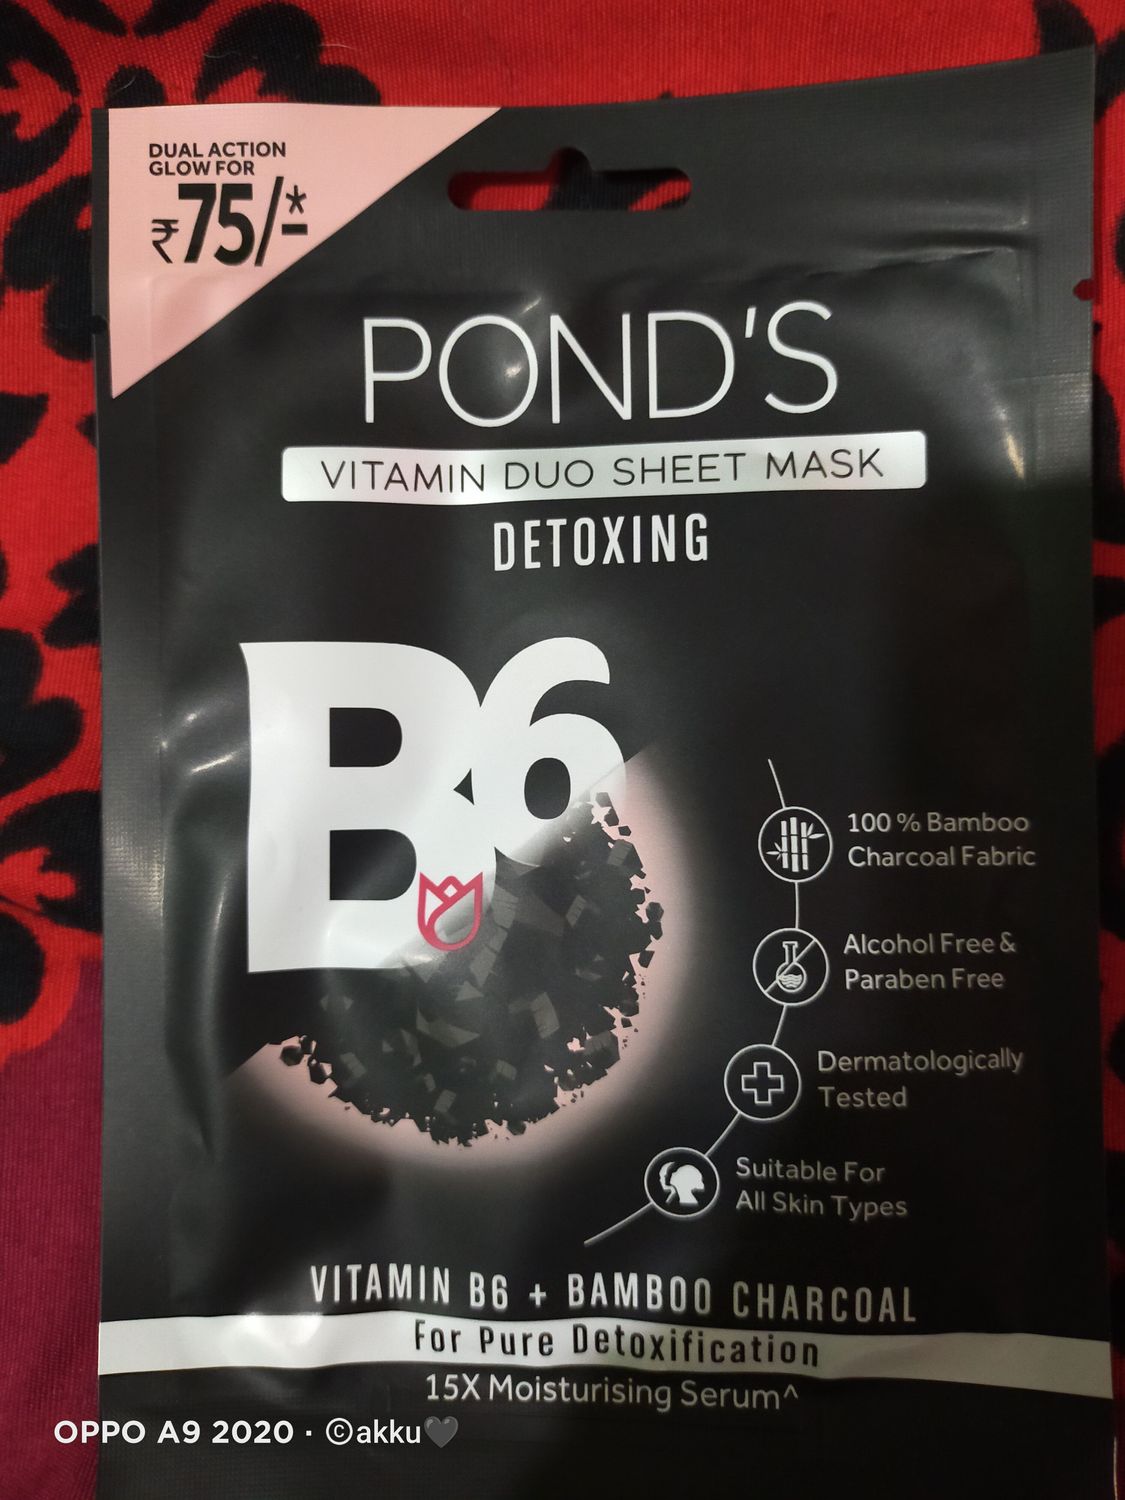 DUAL ACTION
GLOW FOR
₹75/-*
POND'S
VITAMIN DUO SHEET MASK
DETOXING
B6
100 % Bamboo
Charcoal Fabric
Alcohol Free &
Paraben Free
Dermatologically
Tested
Suitable For
All Skin Types
VITAMIN B6 + BAMBOO CHARCOAL
For Pure Detoxification
15X Moisturising Serum^
OPPO A9 2020 · ©akku🖤